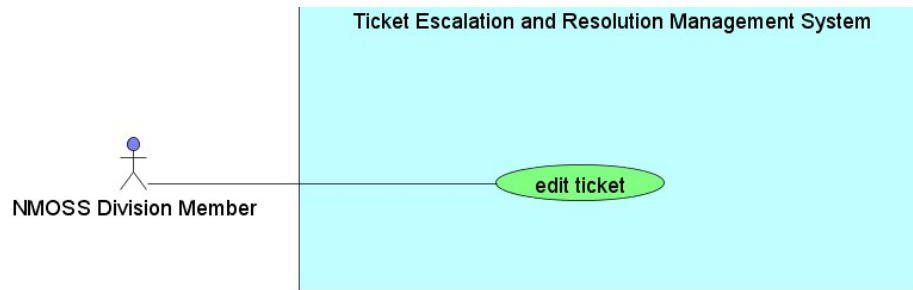 Ticket Escalation and Resolution Management System
edit ticket
NMOSS Division Member